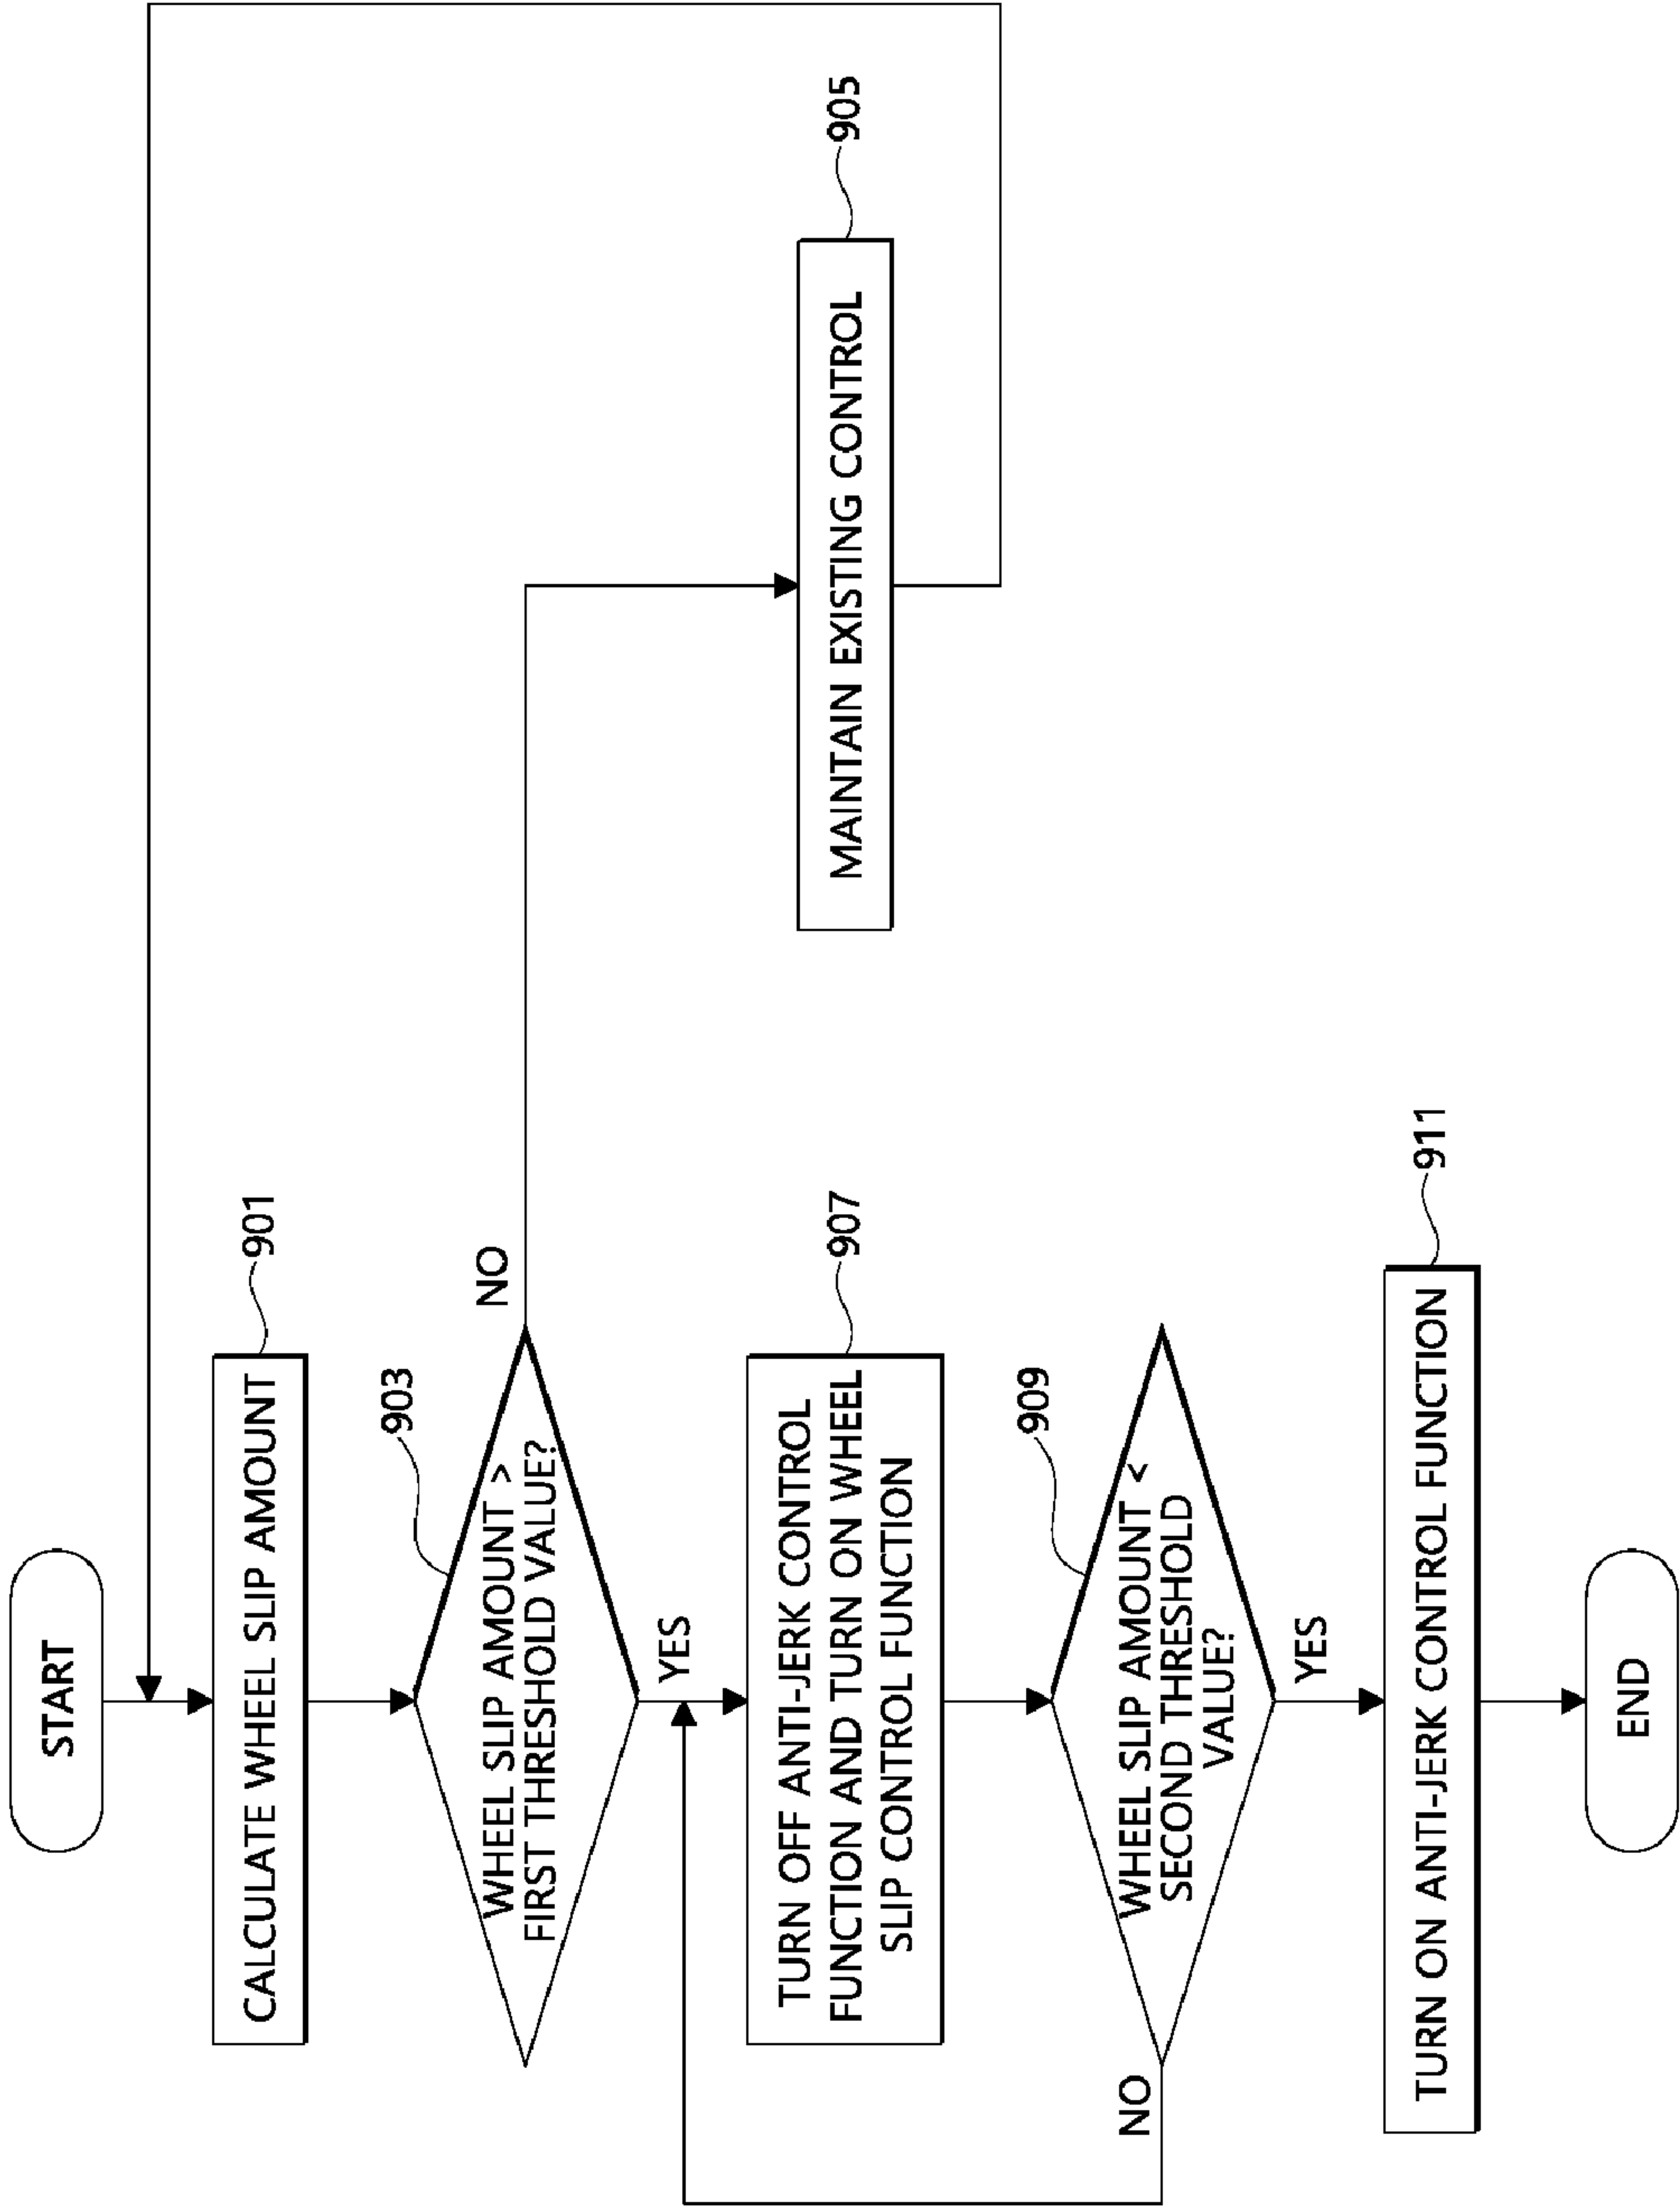 START
CALCULATE WHEEL SLIP AMOUNT
901
903
WHEEL SLIP AMOUNT >
FIRST THRESHOLD VALUE?
NO
YES
MAINTAIN EXISTING CONTROL
905
TURN OFF ANTI-JERK CONTROL
FUNCTION AND TURN ON WHEEL
SLIP CONTROL FUNCTION
907
909
WHEEL SLIP AMOUNT <
SECOND THRESHOLD
VALUE?
NO
YES
TURN ON ANTI-JERK CONTROL FUNCTION
911
END